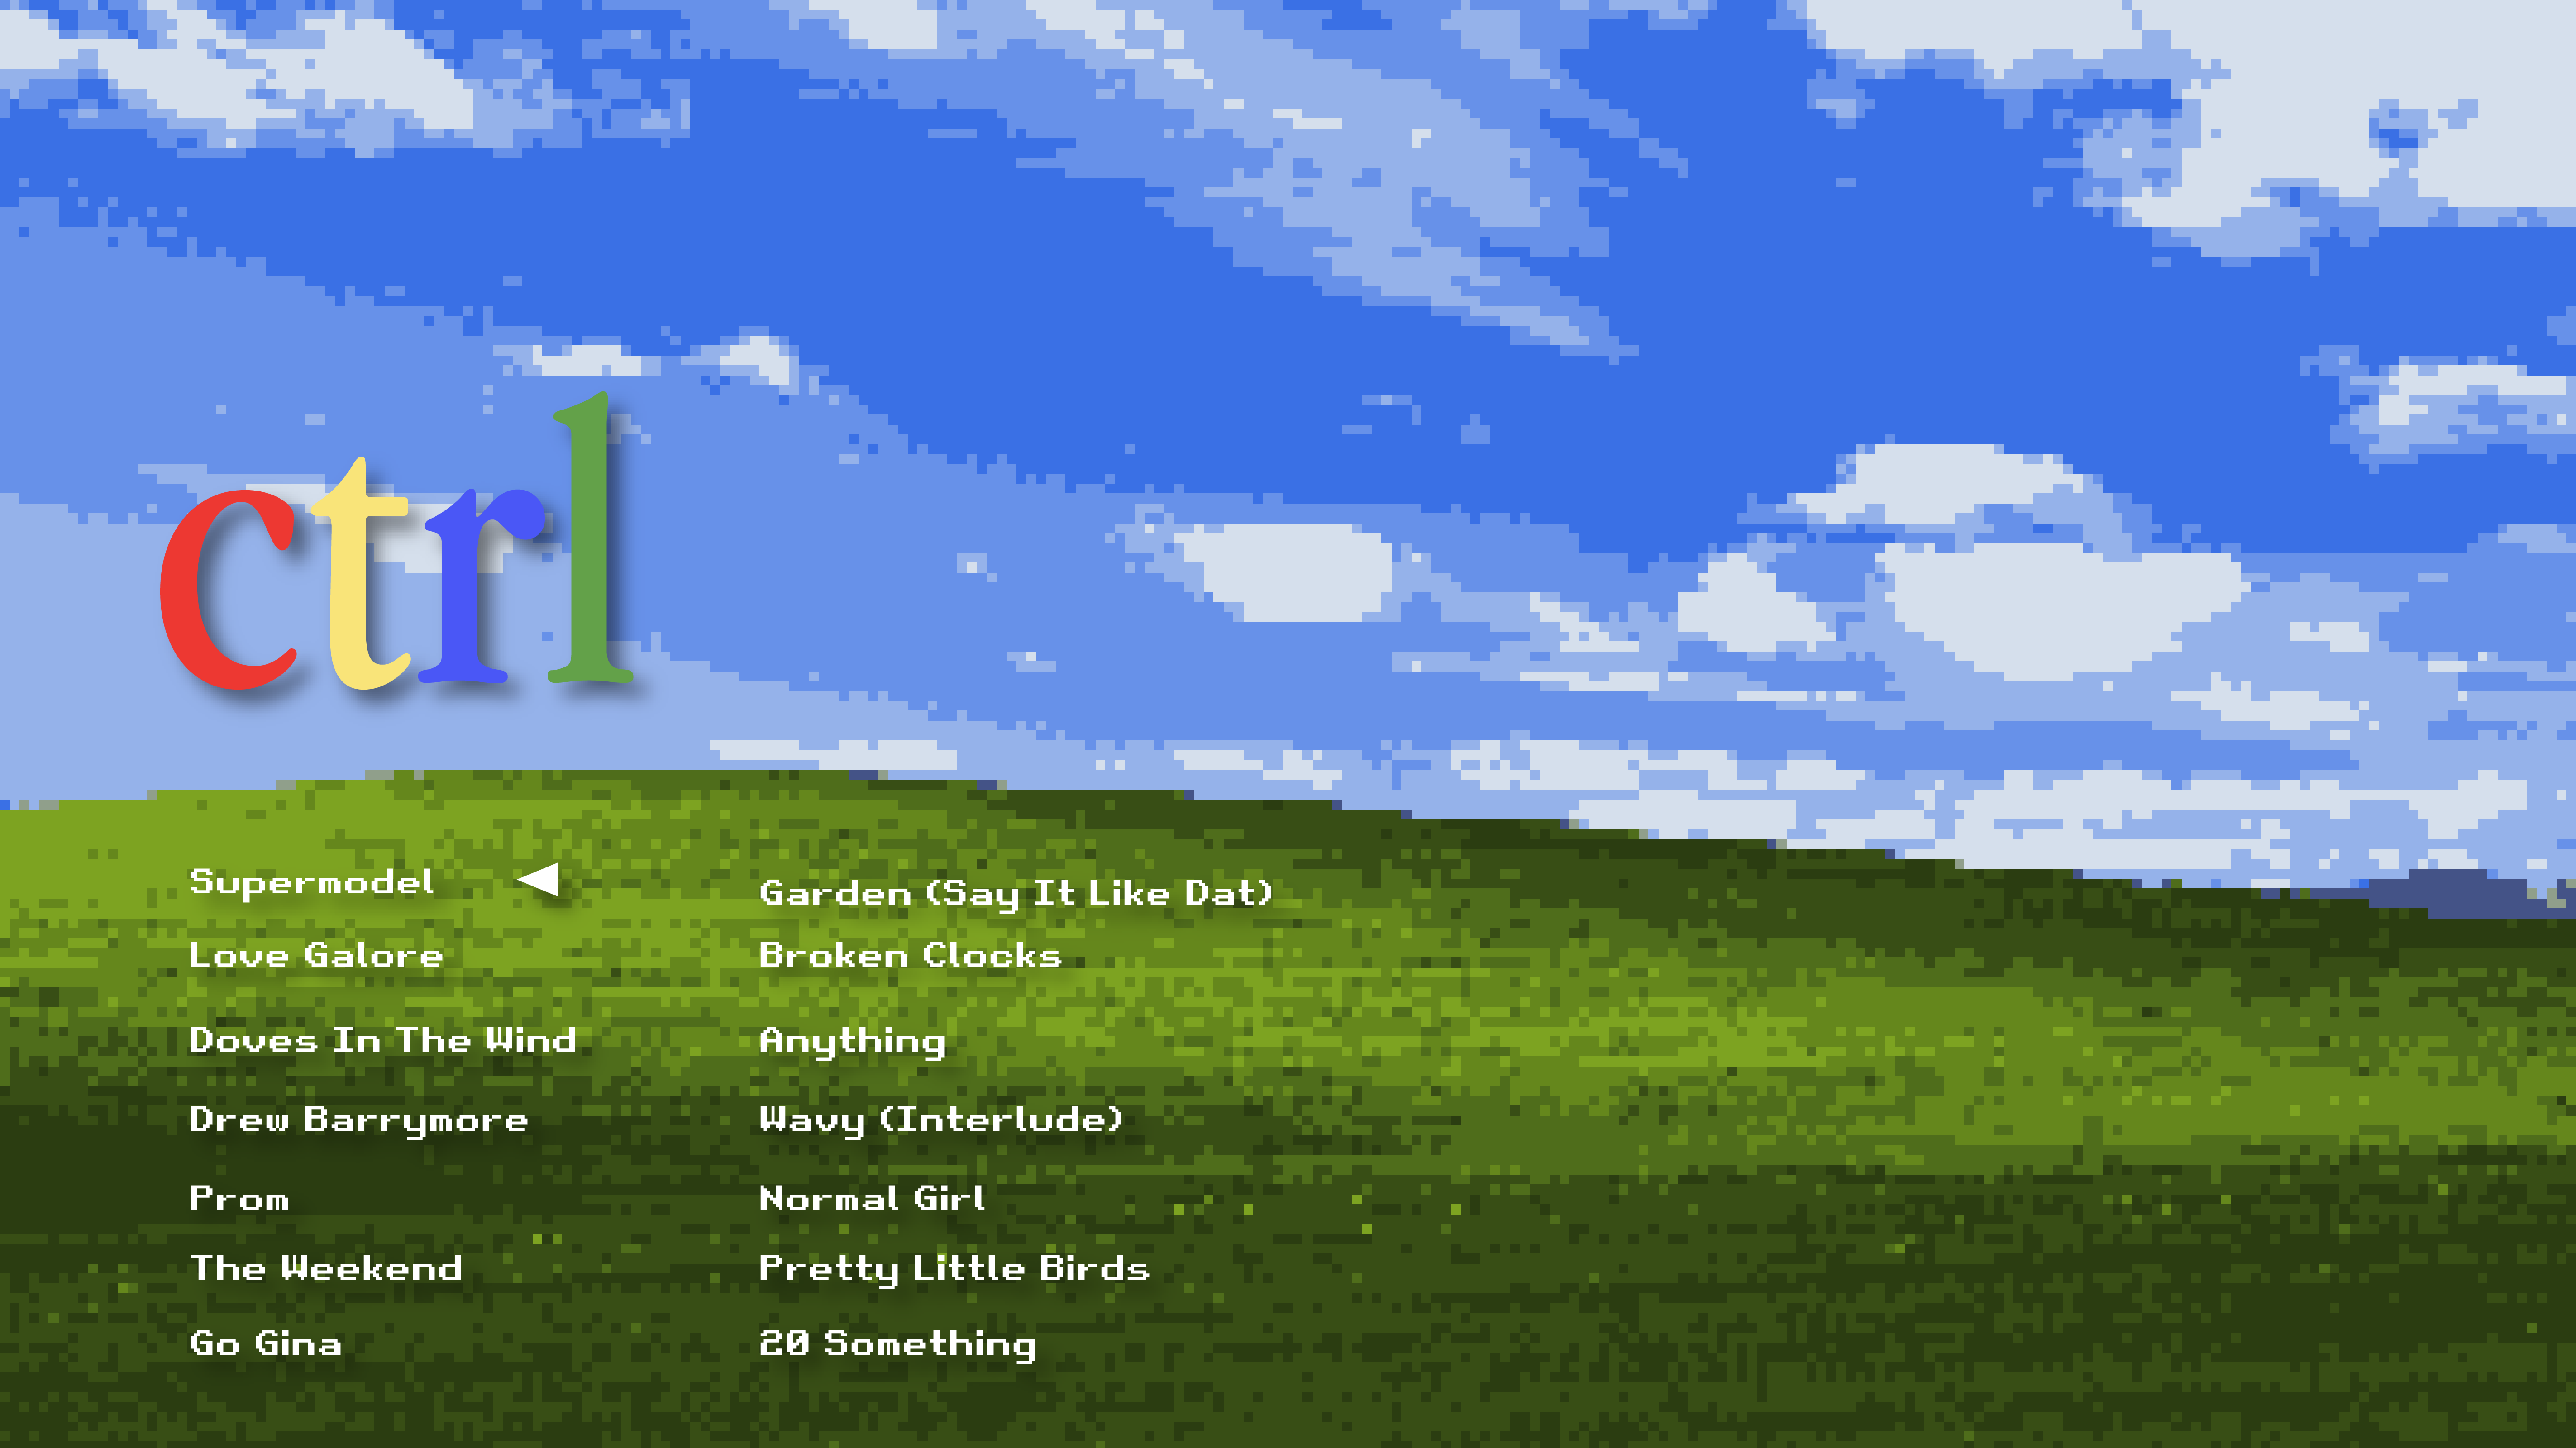 ctrl
Supermodel
Love Galore
Doves In The Wind
Drew Barrymore
Prom
The Weekend
Go Gina
Garden (Say It Like Dat)
Broken Clocks
Anything
Wavy (Interlude)
Normal Girl
Pretty Little Birds
20 Something